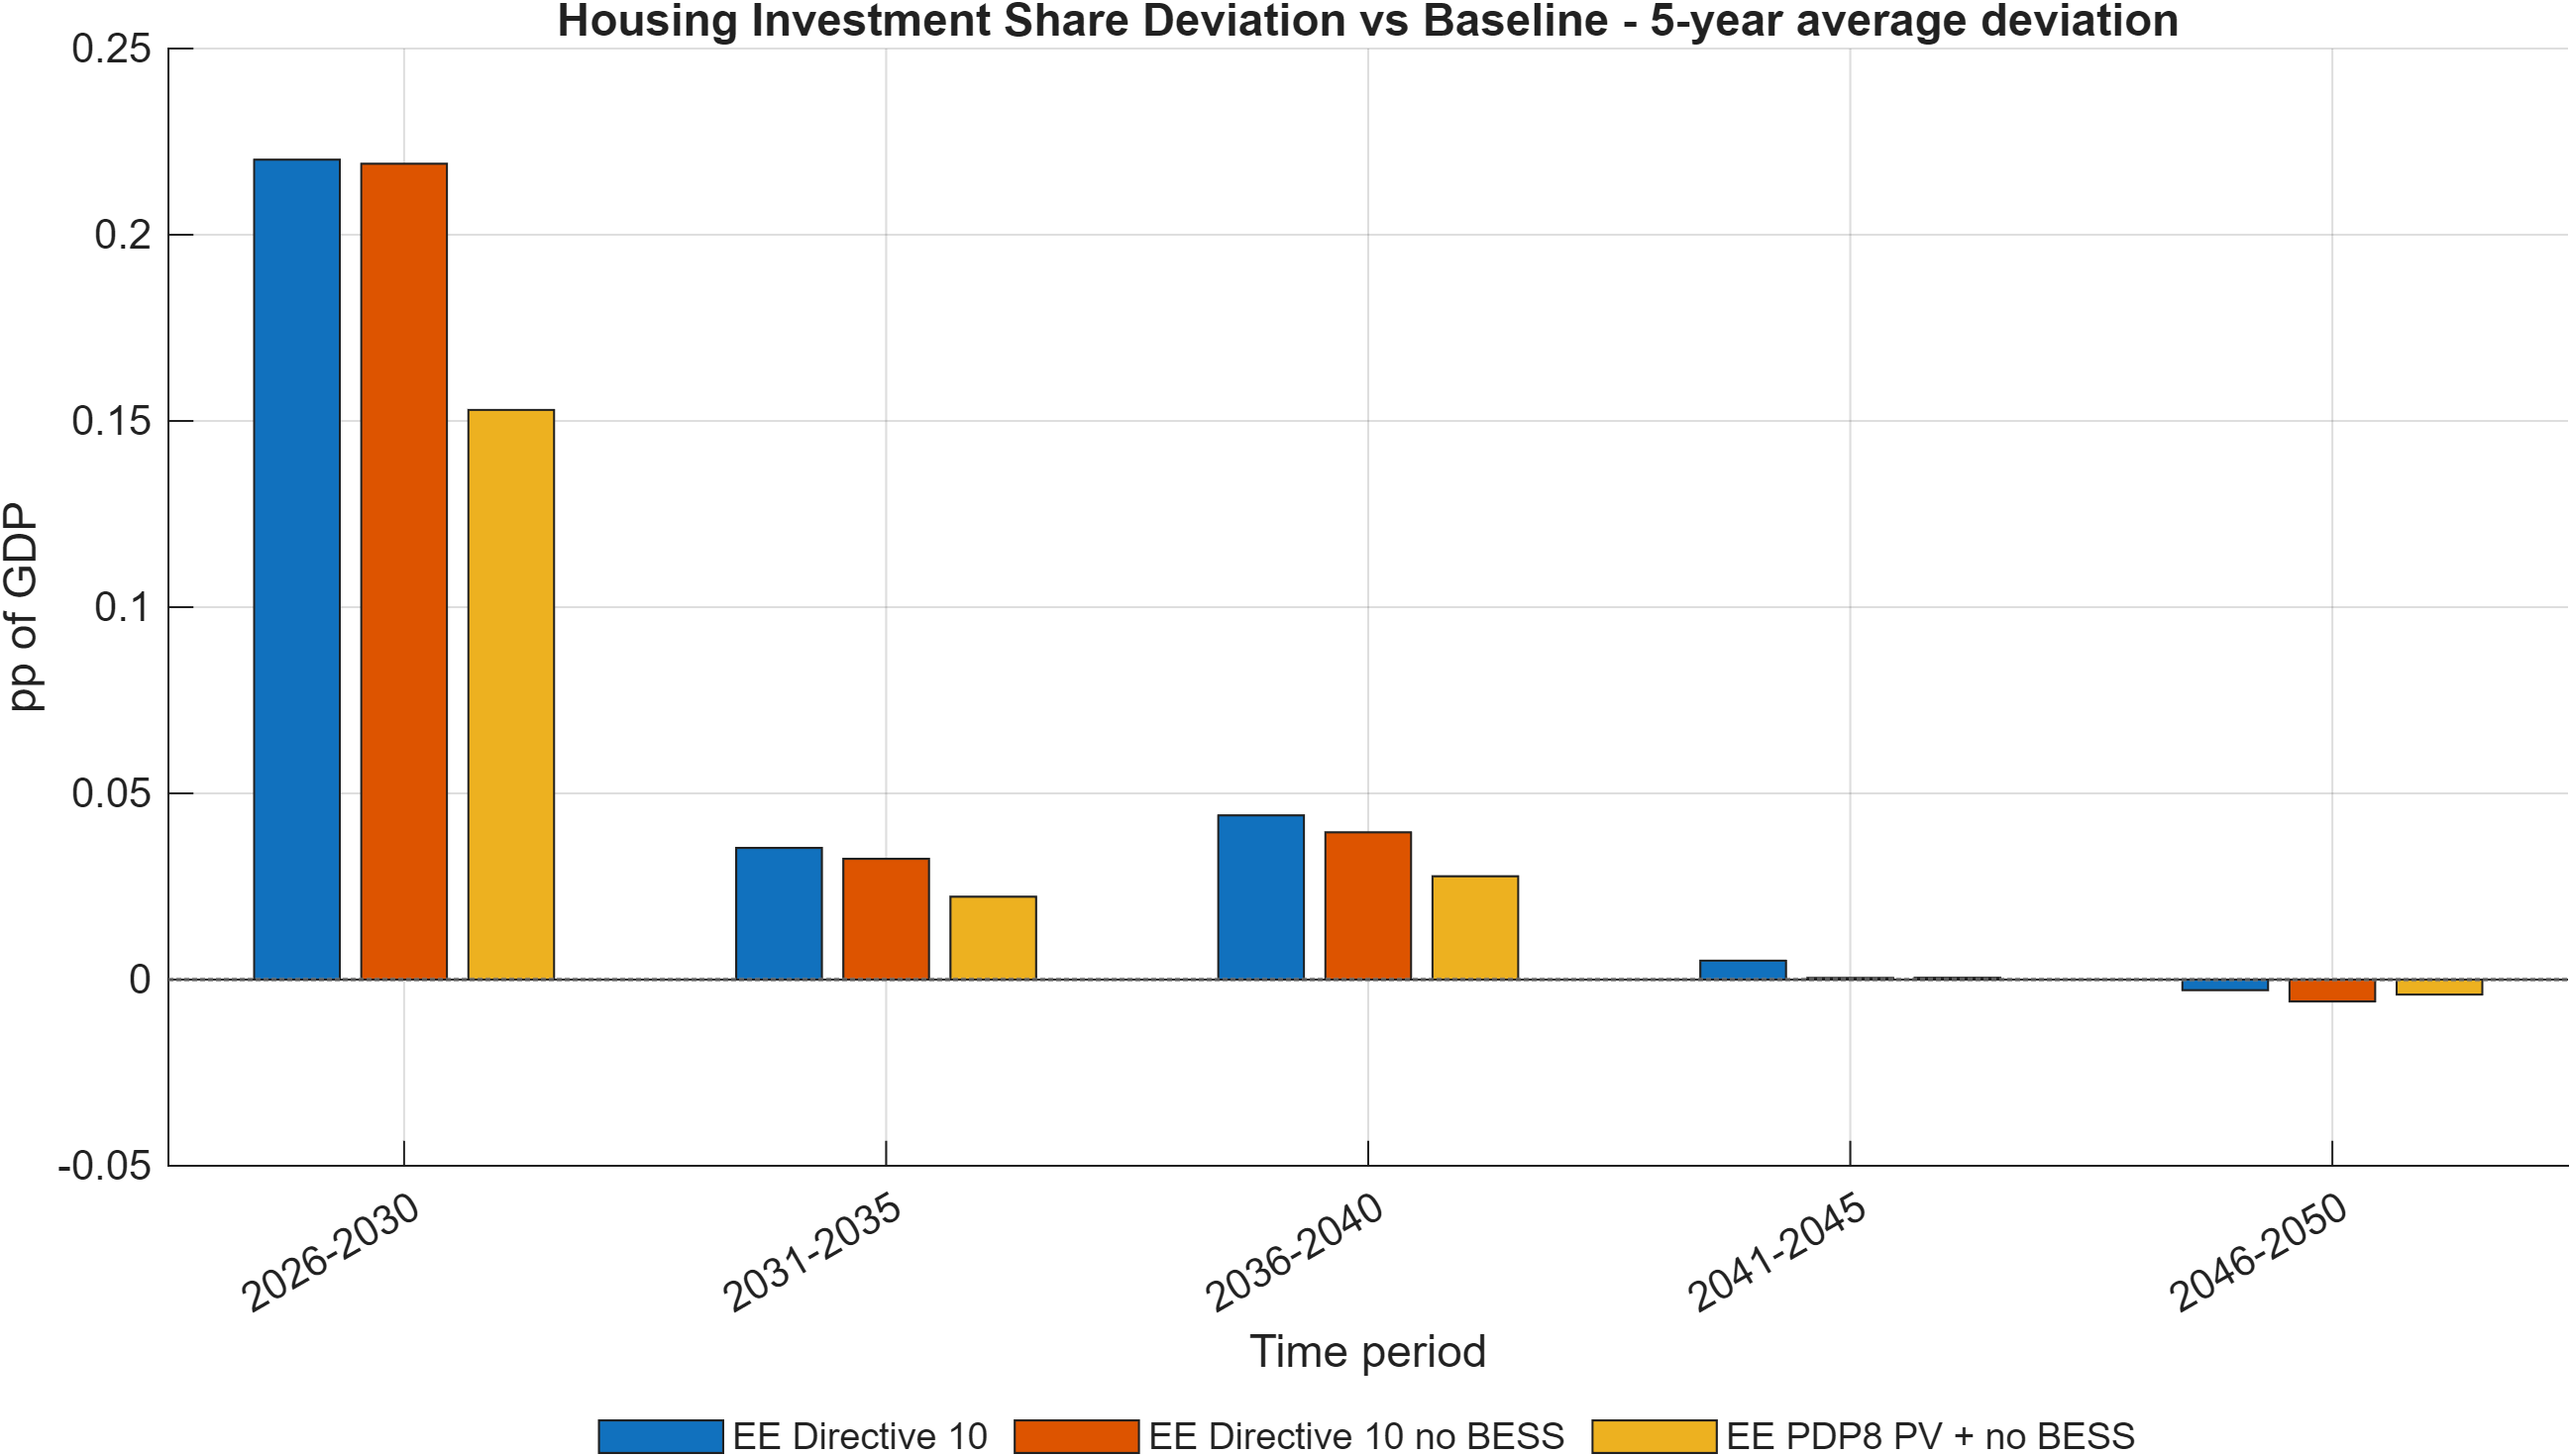 Housing Investment Share Deviation vs Baseline - 5-year average deviation
0.25
0.2
0.15
0.1
0.05
0
-0.05
pp of GDP
2026-2030
2031-2035
2036-2040
2041-2045
2046-2050
Time period
EE Directive 10
EE Directive 10 no BESS
EE PDP8 PV + no BESS